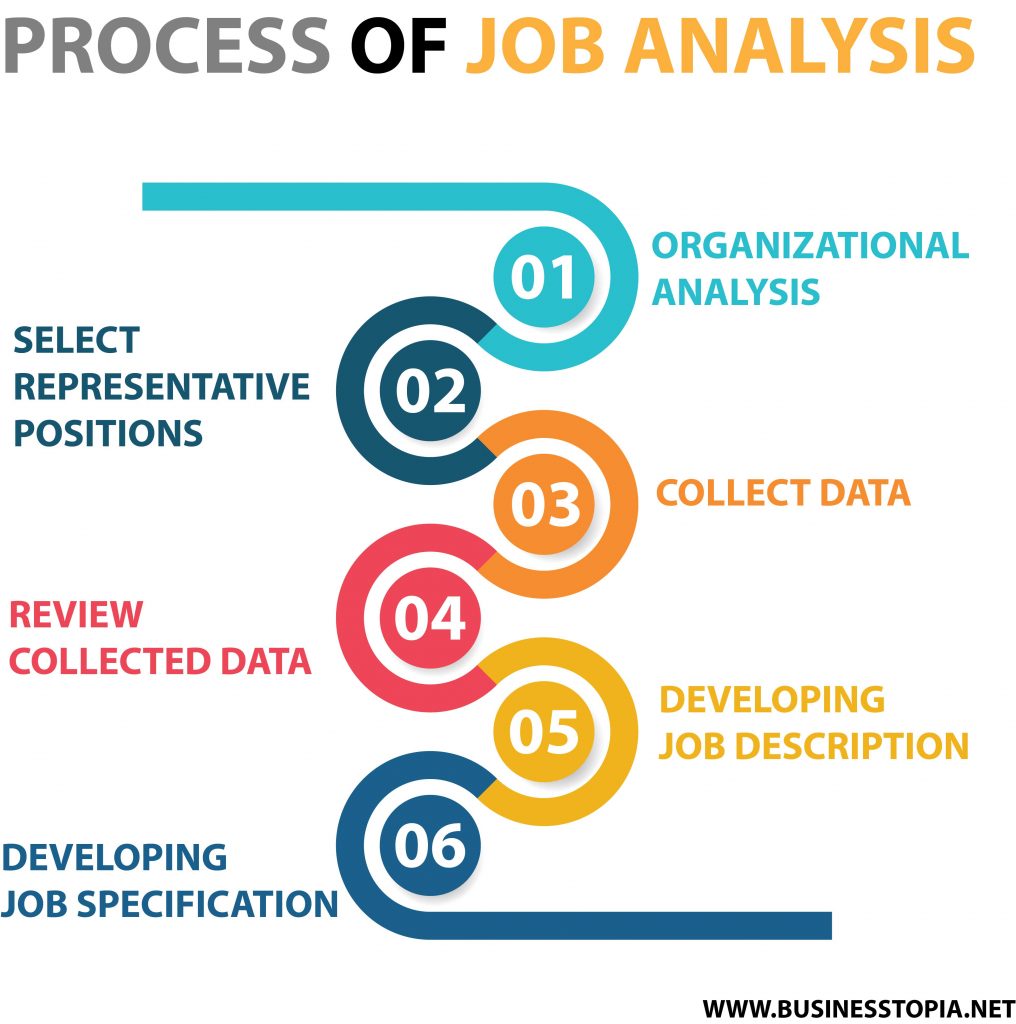 PROCESS OF JOB ANALYSIS
01
ORGANIZATIONAL
ANALYSIS
SELECT
REPRESENTATIVE
POSITIONS
02
03
COLLECT DATA
REVIEW
COLLECTED DATA
04
05
DEVELOPING
JOB DESCRIPTION
DEVELOPING
JOB SPECIFICATION
06
WWW.BUSINESSTOPIA.NET